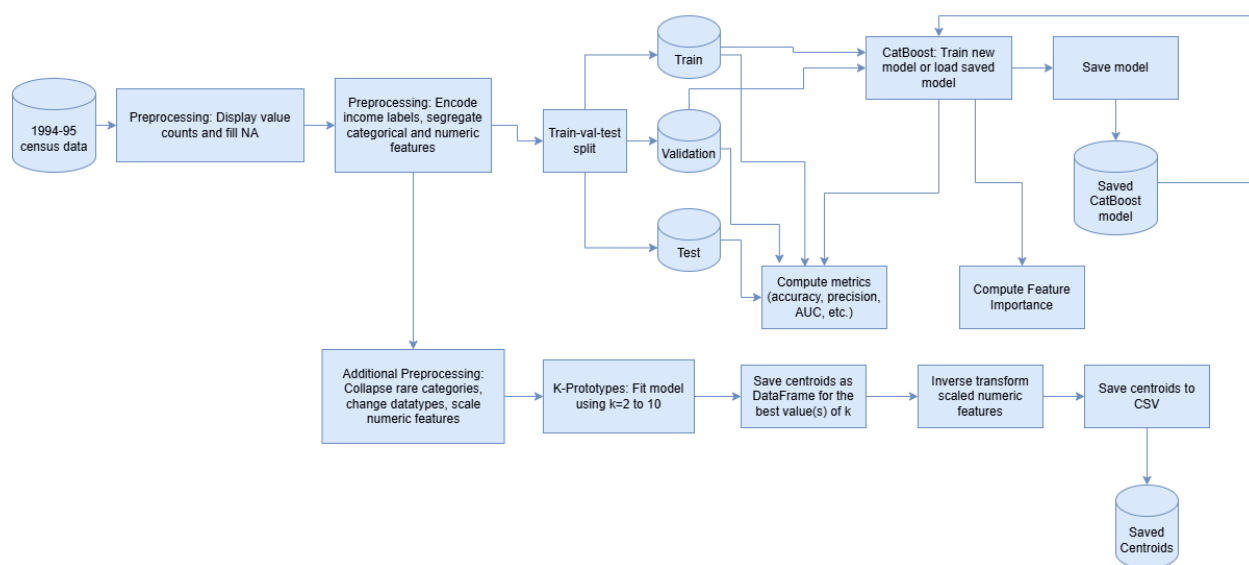 1994-95
census data
Preprocessing: Display value
counts and fill NA
Preprocessing: Encode
income labels, segregate
categorical and numeric
features
Train-val-test
split
Train
Validation
Test
CatBoost: Train new
model or load saved
model
Save model
Saved
CatBoost
model
Compute metrics
(accuracy, precision,
AUC, etc.)
Compute Feature
Importance
Additional Preprocessing:
Collapse rare categories,
change datatypes, scale
numeric features
K-Prototypes: Fit model
using k=2 to 10
Save centroids as
DataFrame for the
best value(s) of k
Inverse transform
scaled numeric
features
Save centroids to
CSV
Saved
Centroids